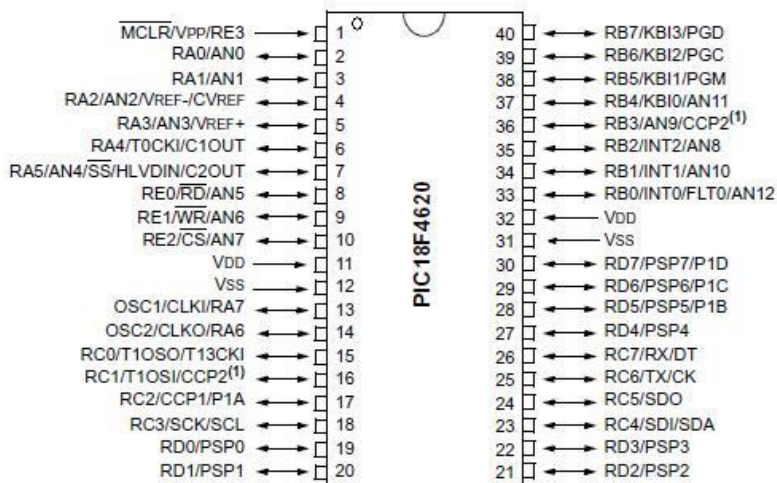 MCLR/VPP/RE3 1 40 RB7/KBI3/PGD
RA0/AN0 2 39 RB6/KBI2/PGC
RA1/AN1 3 38 RB5/KBI1/PGM
RA2/AN2/VREF-/CVREF 4 37 RB4/KBI0/AN11
RA3/AN3/VREF+ 5 36 RB3/AN9/CCP2(1)
RA4/T0CKI/C1OUT 6 35 RB2/INT2/AN8
RA5/AN4/SS/HLVDIN/C2OUT 7 34 RB1/INT1/AN10
RE0/RD/AN5 8 33 RB0/INT0/FLT0/AN12
RE1/WR/AN6 9 32 VDD
RE2/CS/AN7 10 31 VSS
VDD 11 30 RD7/PSP7/P1D
VSS 12 29 RD6/PSP6/P1C
OSC1/CLKI/RA7 13 28 RD5/PSP5/P1B
OSC2/CLKO/RA6 14 27 RD4/PSP4
RC0/T1OSO/T13CKI 15 26 RC7/RX/DT
RC1/T1OSI/CCP2(1) 16 25 RC6/TX/CK
RC2/CCP1/P1A 17 24 RC5/SDO
RC3/SCK/SCL 18 23 RC4/SDI/SDA
RD0/PSP0 19 22 RD3/PSP3
RD1/PSP1 20 21 RD2/PSP2
PIC18F4620